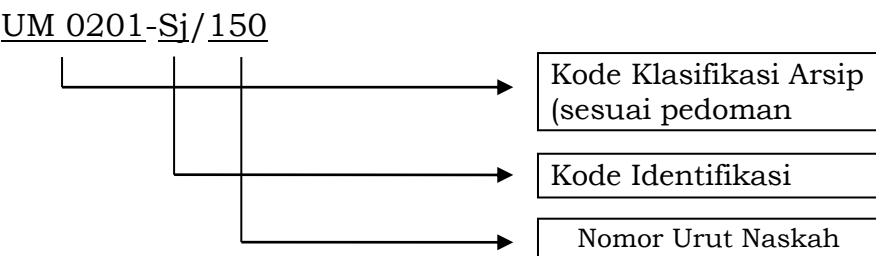 UM 0201-Sj/150
Kode Klasifikasi Arsip
(sesuai pedoman
Kode Identifikasi
Nomor Urut Naskah